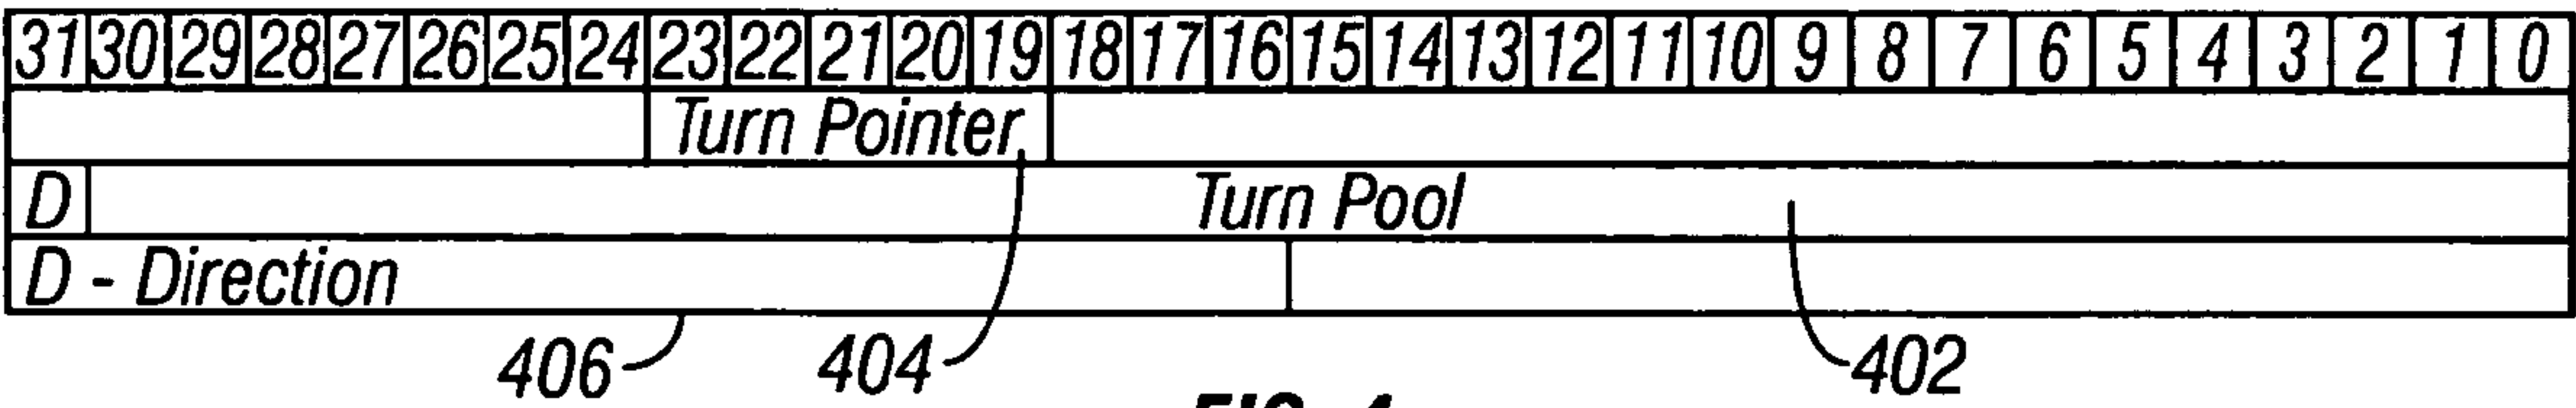 31 30 29 28 27 26 25 24 23 22 21 20 19 18 17 16 15 14 13 12 11 10 9 8 7 6 5 4 3 2 1 0
Turn Pointer
D Turn Pool
D - Direction
406 404 402